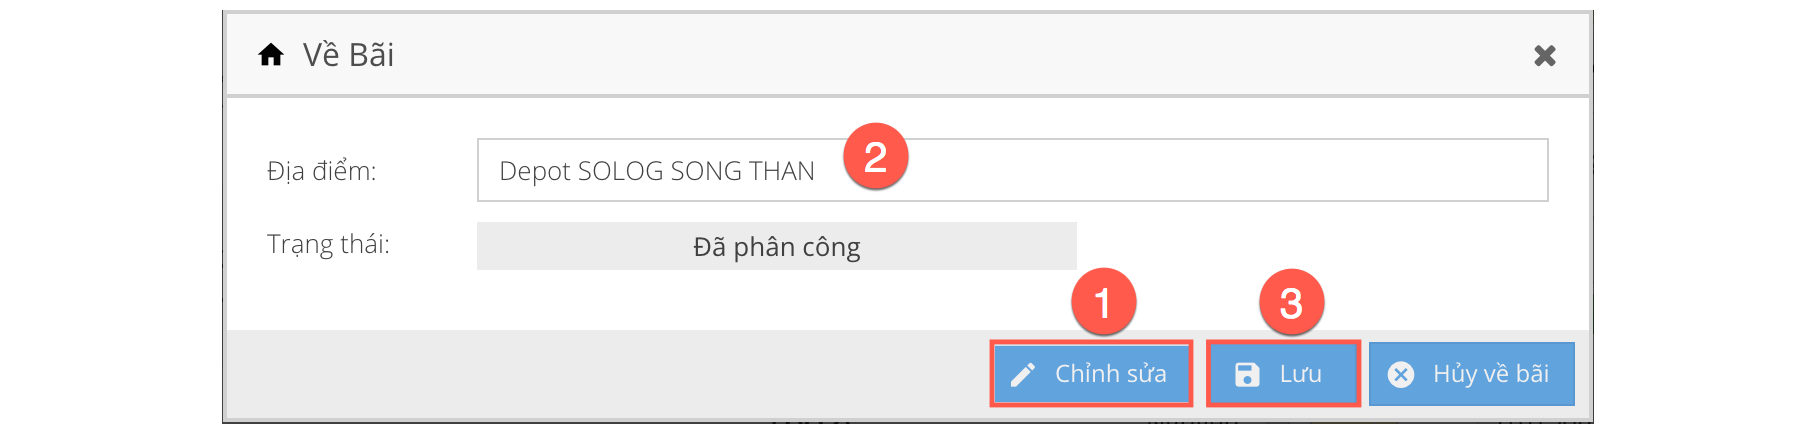 Về Bãi
Địa điểm:
Depot SOLOG SONG THAN
2
Trạng thái:
Đã phân công
1
3
Chỉnh sửa
Lưu
Hủy về bãi